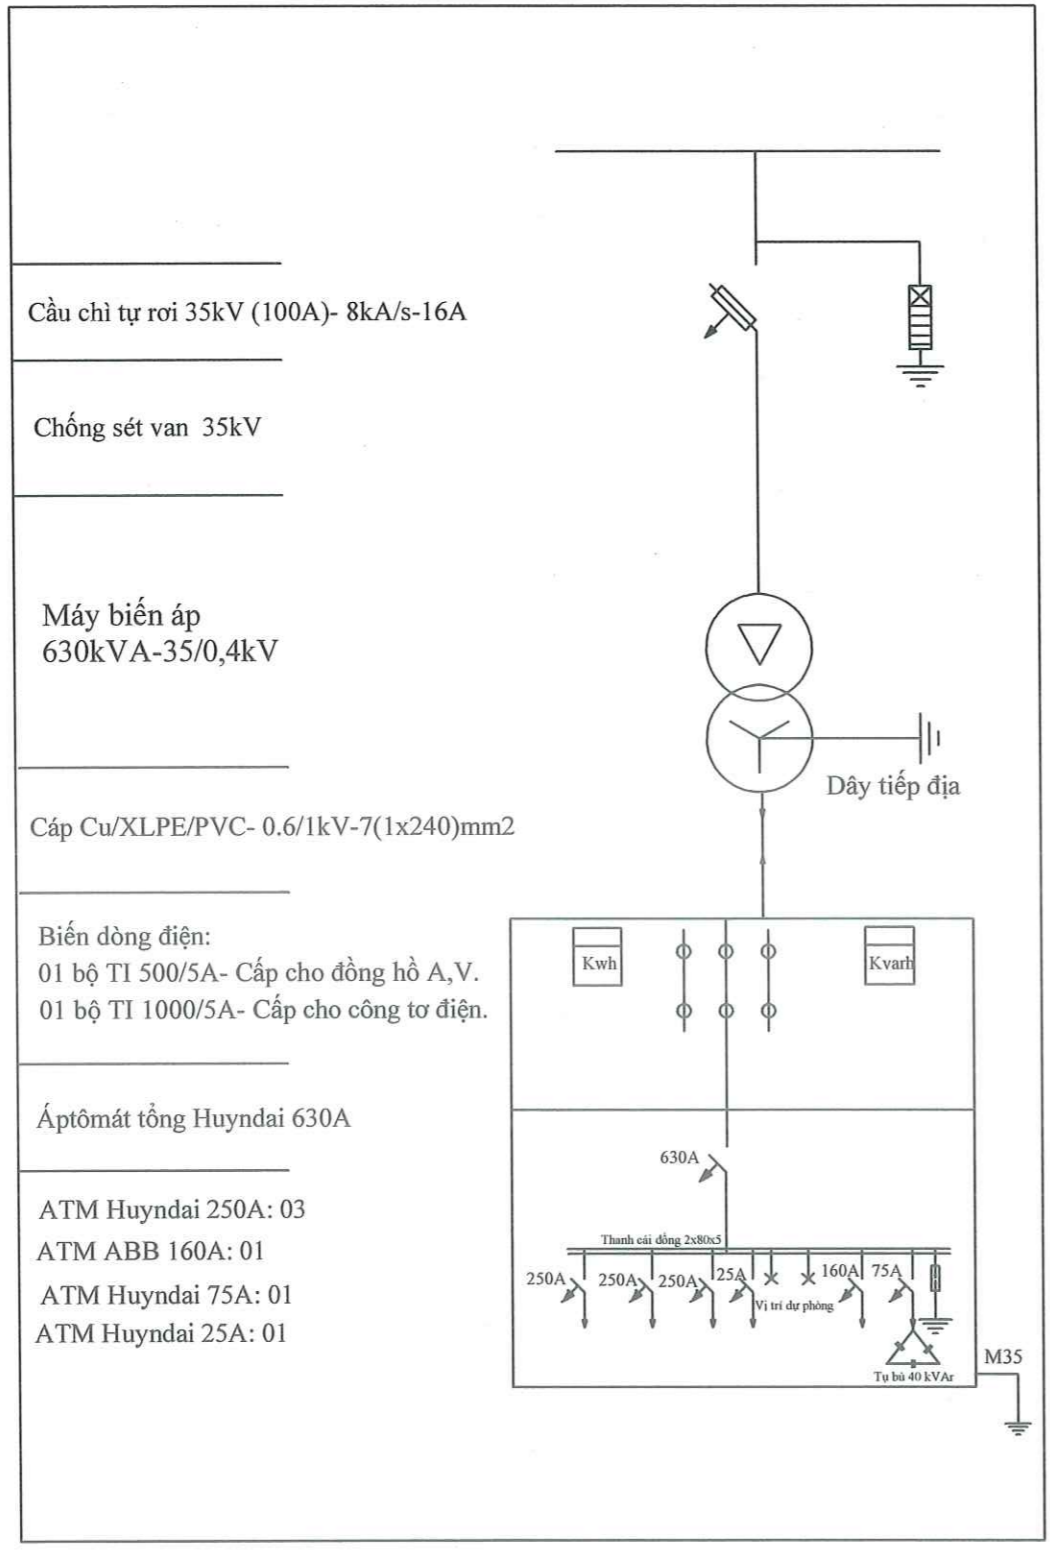 Cầu chì tự rơi 35kV (100A)- 8kA/s-16A
Chống sét van 35kV
Máy biến áp
630kVA-35/0,4kV
Dây tiếp địa
Cáp Cu/XLPE/PVC- 0.6/1kV-7(1x240)mm2
Biến dòng điện:
01 bộ TI 500/5A- Cấp cho đồng hồ A,V.
01 bộ TI 1000/5A- Cấp cho công tơ điện.
Kwh
Kvarh
Áptômát tổng Huyndai 630A
630A
ATM Huyndai 250A: 03
ATM ABB 160A: 01
ATM Huyndai 75A: 01
ATM Huyndai 25A: 01
Thanh cái đồng 2x80x5
250A
250A
250A
25A
160A
75A
Vị trí dự phòng
Tụ bù 40 kVAr
M35